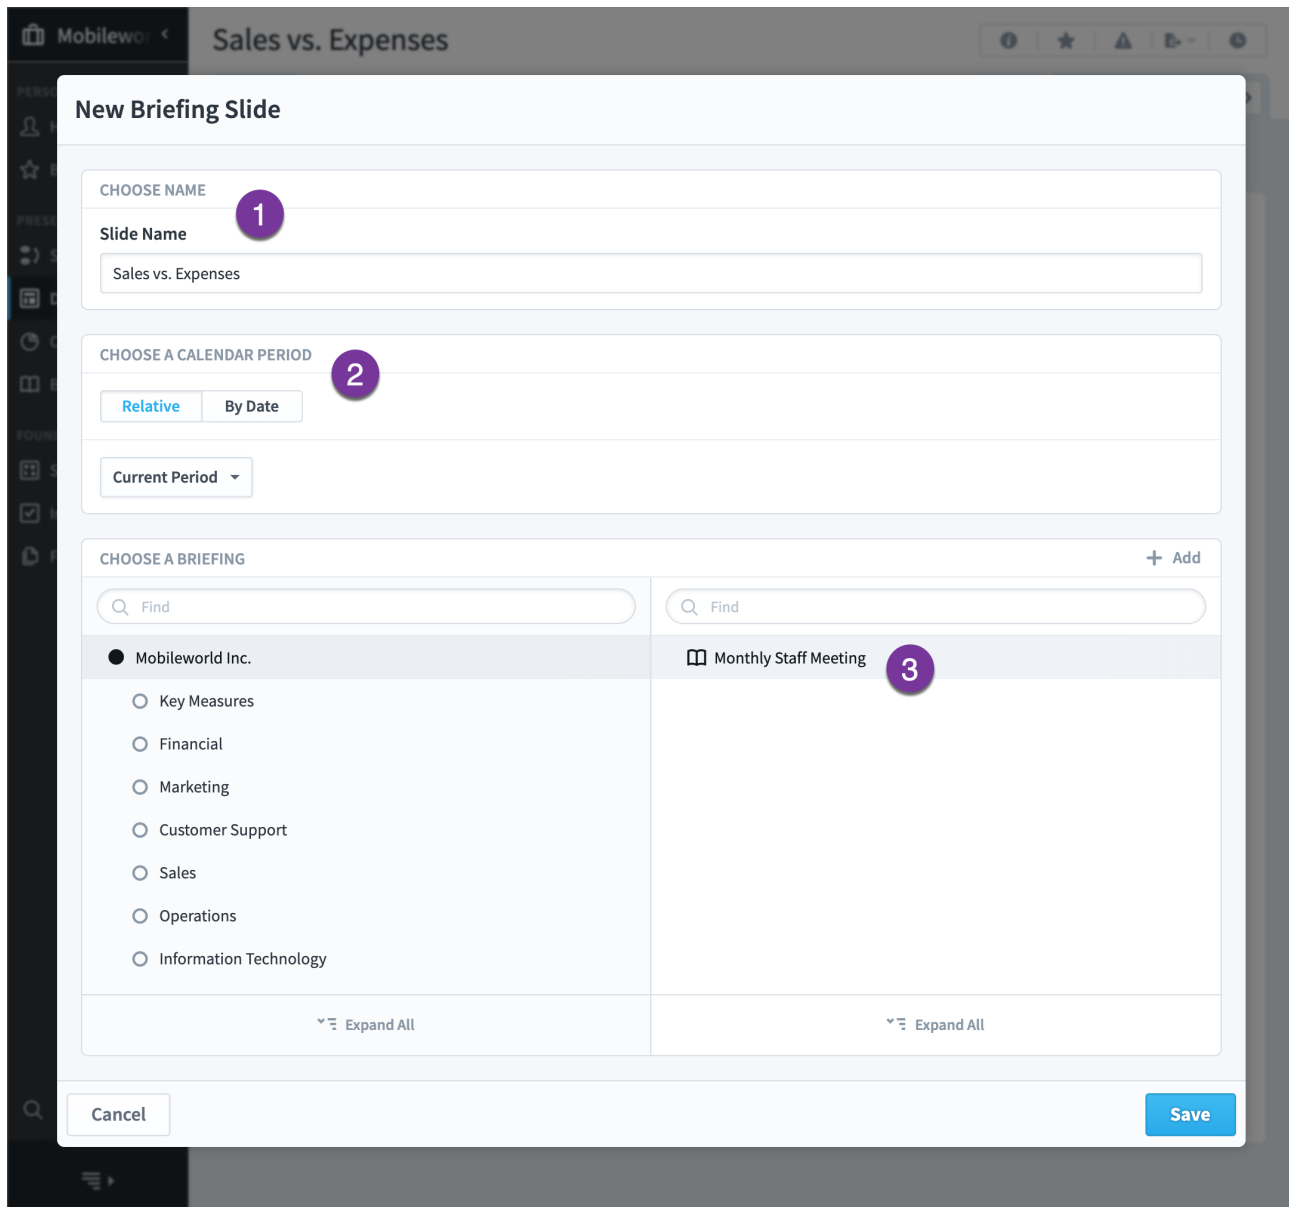 Mobilewo
Sales vs. Expenses
New Briefing Slide
CHOOSE NAME
1
Slide Name
Sales vs. Expenses
CHOOSE A CALENDAR PERIOD
2
Relative By Date
Current Period
CHOOSE A BRIEFING
+ Add
Find
Find
Mobileworld Inc.
Key Measures
Financial
Marketing
Customer Support
Sales
Operations
Information Technology
Monthly Staff Meeting
3
Expand All
Expand All
Cancel
Save